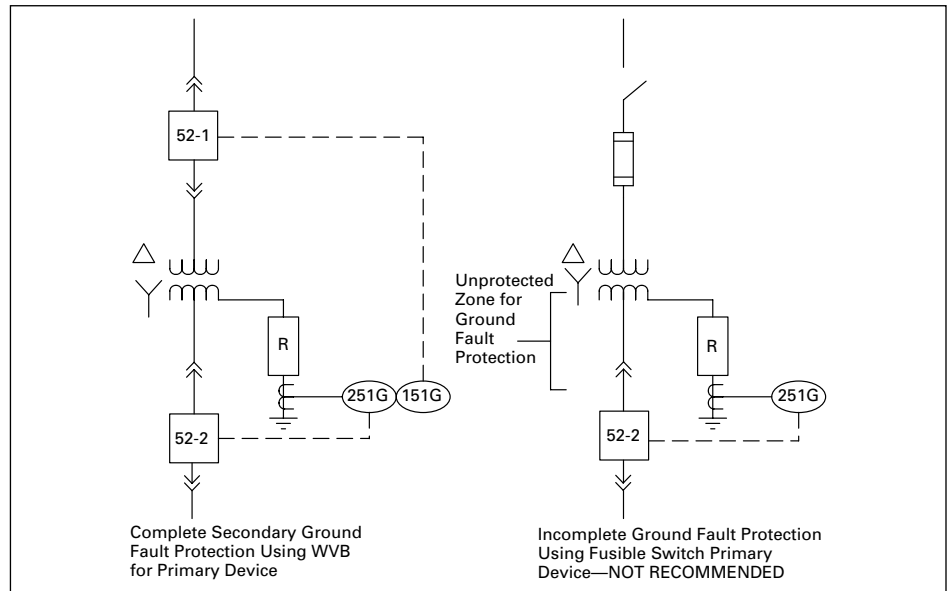 52-1
R
251G
151G
52-2
Complete Secondary Ground
Fault Protection Using WVB
for Primary Device
Unprotected
Zone for
Ground
Fault
Protection
R
251G
52-2
Incomplete Ground Fault Protection
Using Fusible Switch Primary
Device—NOT RECOMMENDED